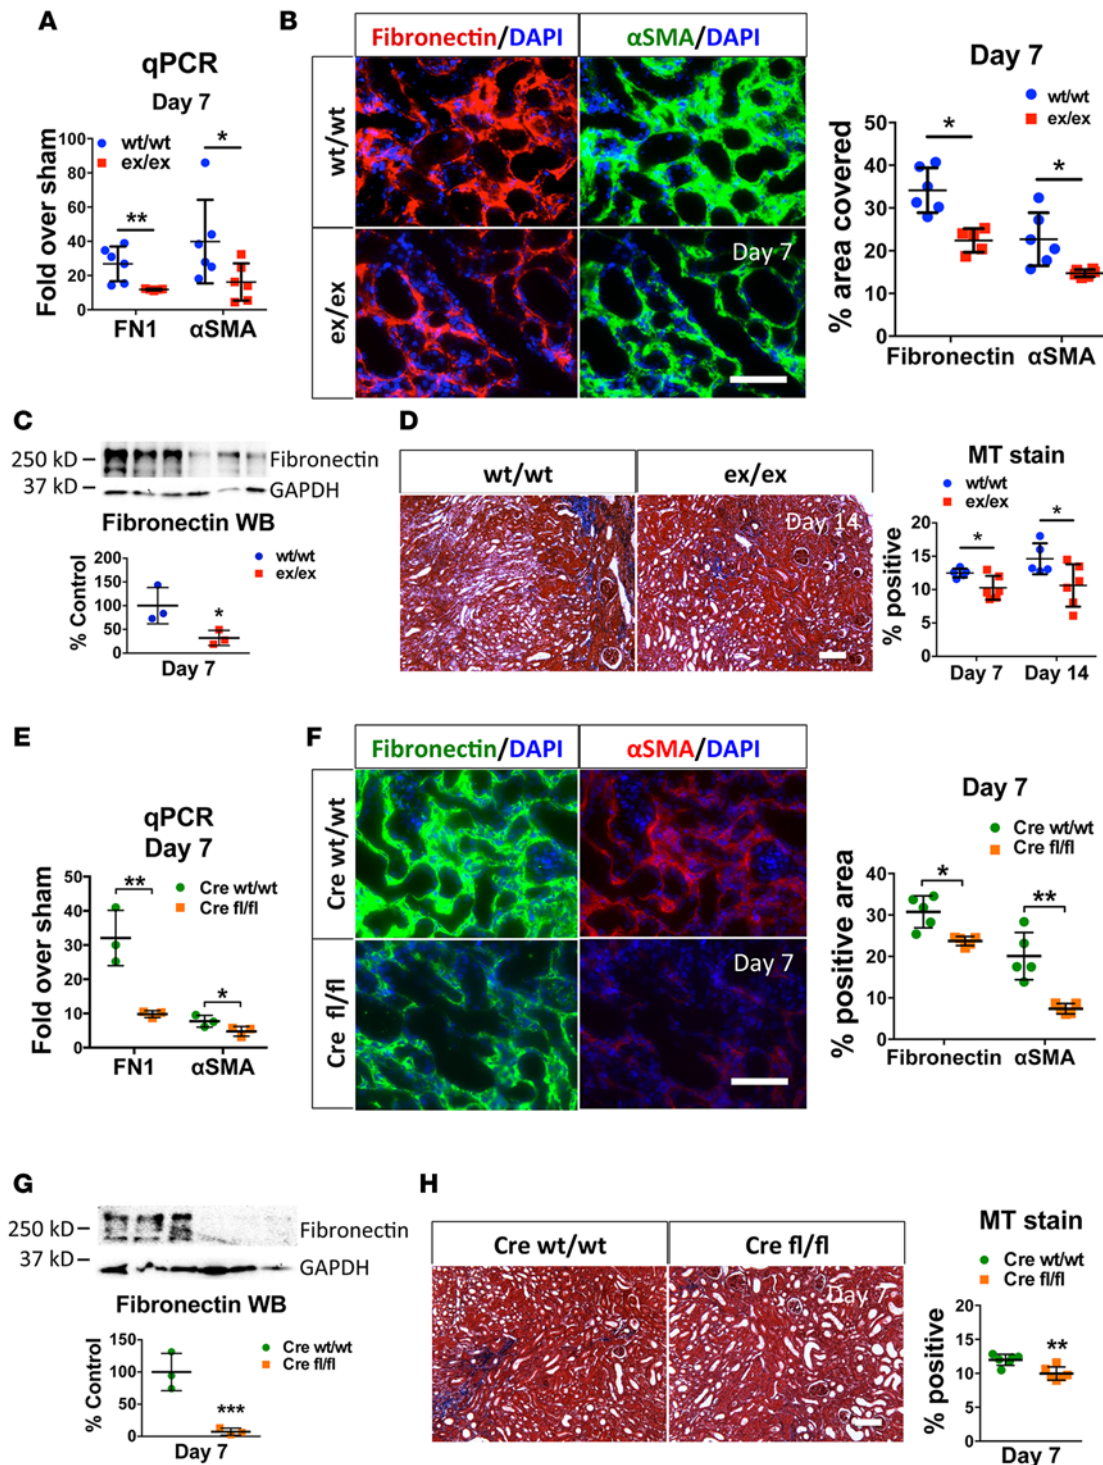 A
qPCR
Day 7
Fold over sham
100
80
60
40
20
0
wt/wt
ex/ex
**
*
FN1 αSMA
B
Fibronectin/DAPI αSMA/DAPI
wt/wt
ex/ex
Day 7
Day 7
wt/wt
ex/ex
% area covered
50
40
30
20
10
0
*
*
Fibronectin αSMA
C
250 kD
37 kD
Fibronectin
GAPDH
Fibronectin WB
% Control
200
150
100
50
0
wt/wt
ex/ex
*
Day 7
D
wt/wt ex/ex
Day 14
MT stain
wt/wt
ex/ex
% positive
20
15
10
5
0
*
*
Day 7 Day 14
E
qPCR
Day 7
Fold over sham
50
40
30
20
10
0
Cre wt/wt
Cre fl/fl
**
*
FN1 αSMA
F
Fibronectin/DAPI αSMA/DAPI
Cre wt/wt
Cre fl/fl
Day 7
Day 7
Cre wt/wt
Cre fl/fl
% positive area
40
30
20
10
0
*
**
Fibronectin αSMA
G
250 kD
37 kD
Fibronectin
GAPDH
Fibronectin WB
% Control
150
100
50
0
Cre wt/wt
Cre fl/fl
***
Day 7
H
Cre wt/wt Cre fl/fl
Day 7
MT stain
Cre wt/wt
Cre fl/fl
% positive
20
15
10
5
0
**
Day 7